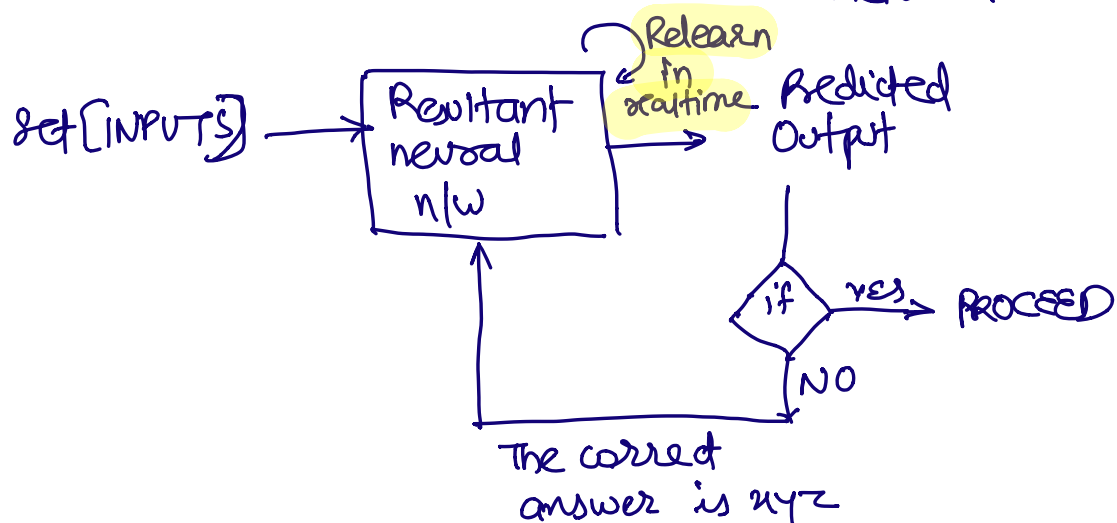 Relearn
in
realtime
set[INPUTS]
Resultant
neural
n/w
Predicted
Output
if
YES
PROCEED
NO
The correct
answer is xyz